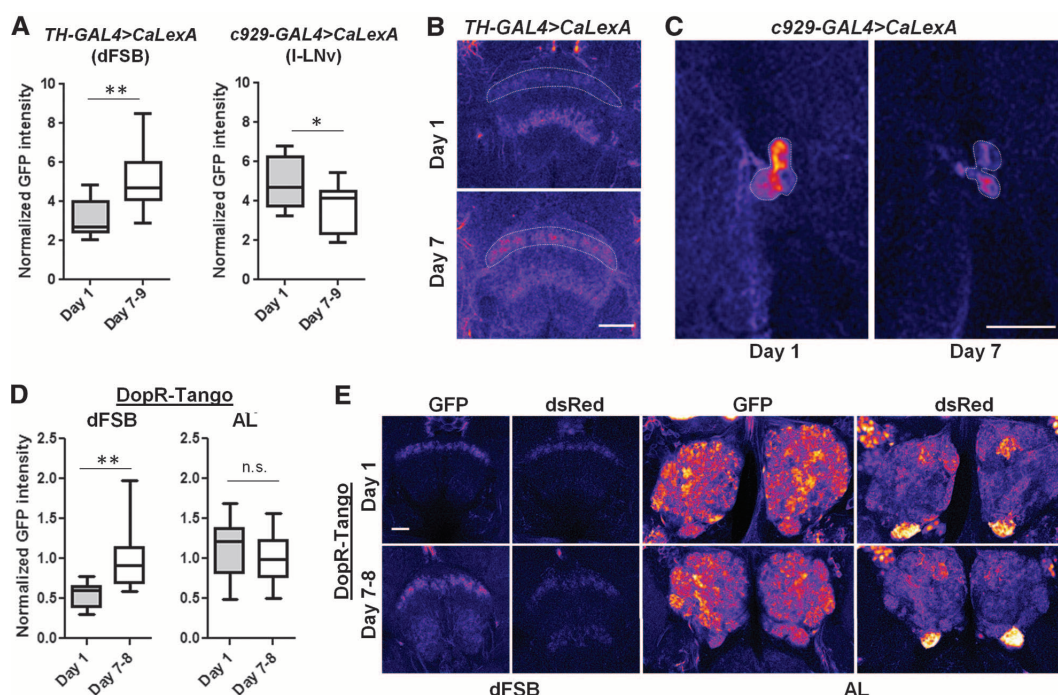 A
TH-GAL4>CaLexA
(dFSB)
Normalized GFP intensity
10
8
6
4
2
0
**
Day 1
Day 7-9
c929-GAL4>CaLexA
(l-LNv)
Normalized GFP intensity
10
8
6
4
2
0
*
Day 1
Day 7-9
B
TH-GAL4>CaLexA
Day 1
Day 7
C
c929-GAL4>CaLexA
Day 1
Day 7
D
DopR-Tango
dFSB
Normalized GFP intensity
2.5
2.0
1.5
1.0
0.5
0.0
**
Day 1
Day 7-8
AL
2.5
2.0
1.5
1.0
0.5
0.0
n.s.
Day 1
Day 7-8
E
GFP
dsRed
GFP
dsRed
DopR-Tango
Day 1
Day 7-8
dFSB
AL